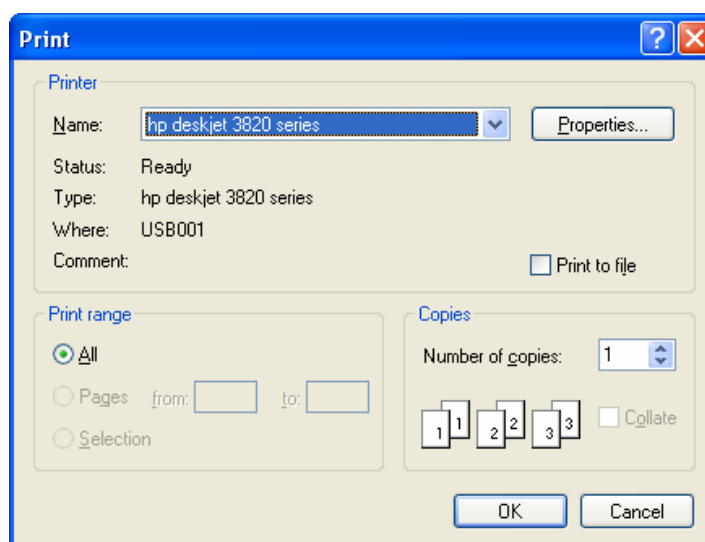 Print
Printer
Name: hp deskjet 3820 series Properties...
Status: Ready
Type: hp deskjet 3820 series
Where: USB001
Comment: Print to file
Print range
All
Pages from: to:
Selection
Copies
Number of copies: 1
1 1 2 2 3 3 Collate
OK Cancel